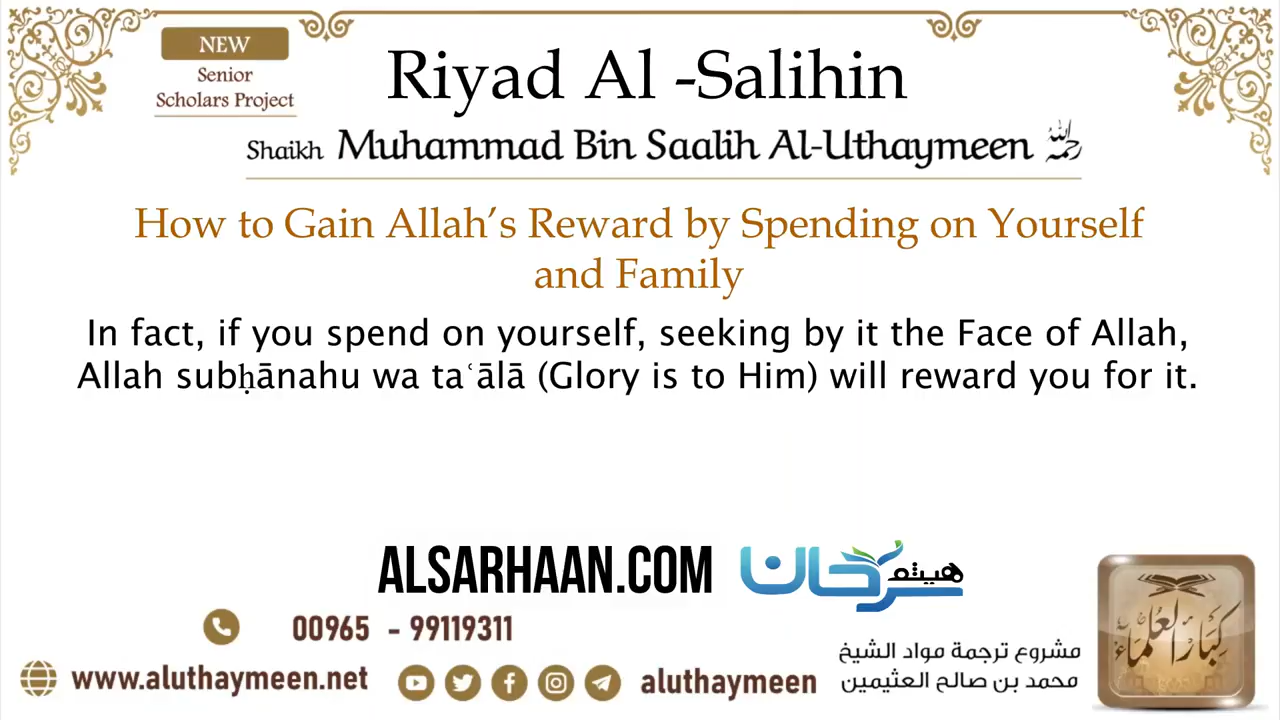 NEW
Senior
Scholars Project
Riyad Al -Salihin
Shaikh Muhammad Bin Saalih Al-Uthaymeen رحمه الله
How to Gain Allah’s Reward by Spending on Yourself
and Family
In fact, if you spend on yourself, seeking by it the Face of Allah,
Allah subḥānahu wa taʿālā (Glory is to Him) will reward you for it.
ALSARHAAN.COM
هيثم سرحان
00965 - 99119311
www.aluthaymeen.net
aluthaymeen
مشروع ترجمة مواد الشيخ
محمد بن صالح العثيمين
كبار العلماء